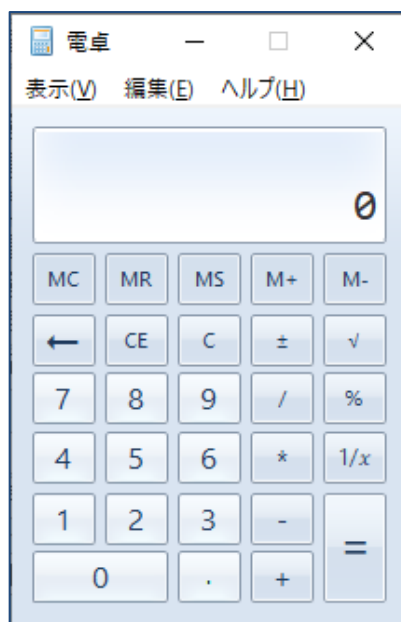 電卓
表示(V) 編集(E) ヘルプ(H)
0
MC MR MS M+ M-
← CE C ± √
7 8 9 / %
4 5 6 * 1/x
1 2 3 - =
0 . +